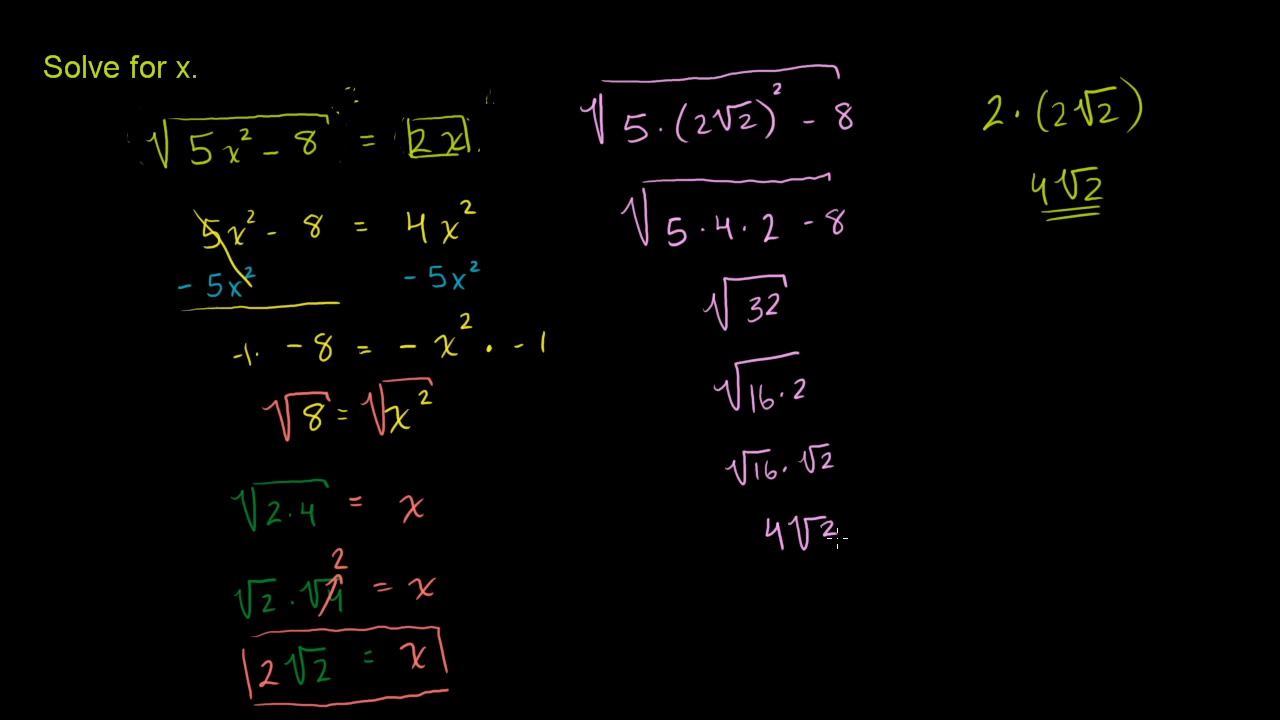 Solve for x.
√(5x² - 8) = 2x
5x² - 8 = 4x²
- 5x² - 5x²
-1· -8 = -x² · -1
√8 = √x²
√(2·4) = x
√2 · √4 2 = x
2√2 = x
√(5·(2√2)² - 8)
√(5·4·2 - 8)
√32
√(16·2)
√16 · √2
4√2
2·(2√2)
4√2